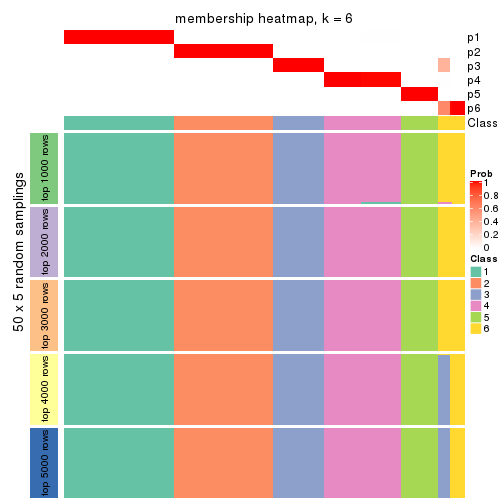 membership heatmap, k = 6
p1
p2
p3
p4
p5
p6
Class
50 x 5 random samplings
top 1000 rows
top 2000 rows
top 3000 rows
top 4000 rows
top 5000 rows
Prob
1
0.8
0.6
0.4
0.2
0
Class
1
2
3
4
5
6